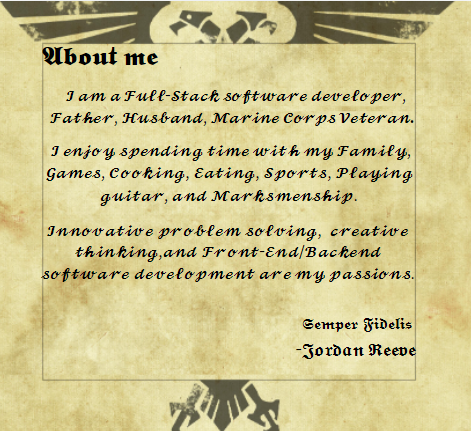 About me
I am a Full-Stack software developer,
Father, Husband, Marine Corps Veteran.
I enjoy spending time with my Family,
Games, Cooking, Eating, Sports, Playing
guitar, and Marksmenship.
Innovative problem solving, creative
thinking,and Front-End/Backend
software development are my passions.
Semper Fidelis
-Jordan Reeve